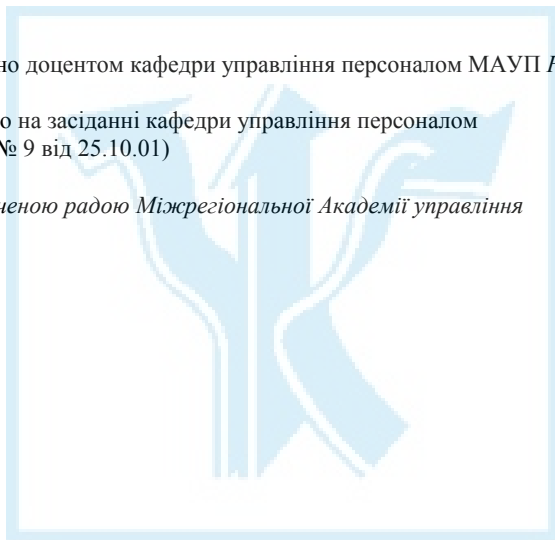 но доцентом кафедри управління персоналом МАУП
о на засіданні кафедри управління персоналом
№ 9 від 25.10.01)
ченою радою Міжрегіональної Академії управління